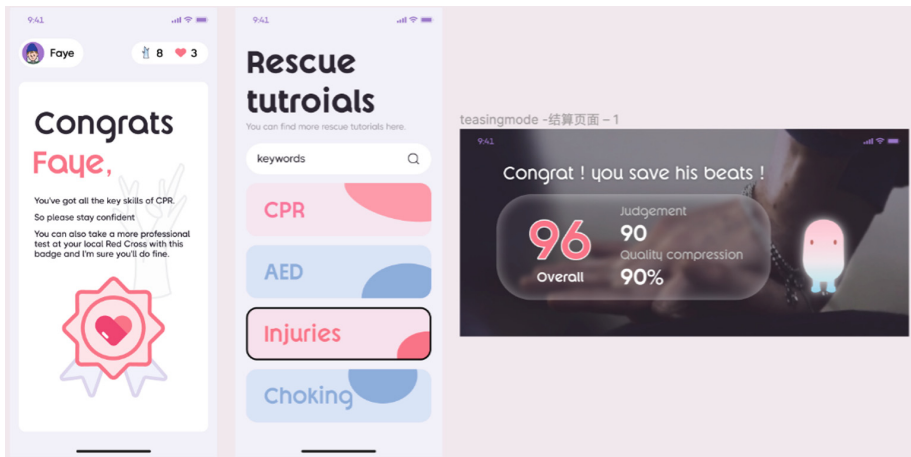 9:41
Faye
8
3
Congrats
Faye,
You've got all the key skills of CPR.
So please stay confident
You can also take a more professional
test at your local Red Cross with this
badge and I'm sure you'll do fine.
9:41
Rescue
tutroials
You can find more rescue tutorials here.
keywords
CPR
AED
Injuries
Choking
teasingmode -结算页面 – 1
9:41
Congrat ! you save his beats !
96
Overall
Judgement
90
Quality compression
90%